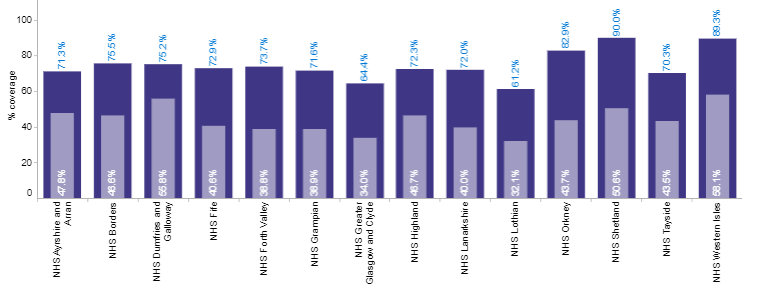 % coverage
100
80
60
40
20
0
71.3%
75.5%
75.2%
72.9%
73.7%
71.6%
64.4%
72.3%
72.0%
61.2%
82.9%
90.0%
70.3%
89.3%
47.8%
46.6%
55.8%
40.6%
38.8%
38.9%
34.0%
46.7%
40.0%
32.1%
43.7%
50.6%
43.5%
58.1%
NHS Ayrshire and
Arran
NHS Borders
NHS Dumfries and
Galloway
NHS Fife
NHS Forth Valley
NHS Grampian
NHS Greater
Glasgow and Clyde
NHS Highland
NHS Lanarkshire
NHS Lothian
NHS Orkney
NHS Shetland
NHS Tayside
NHS Western Isles